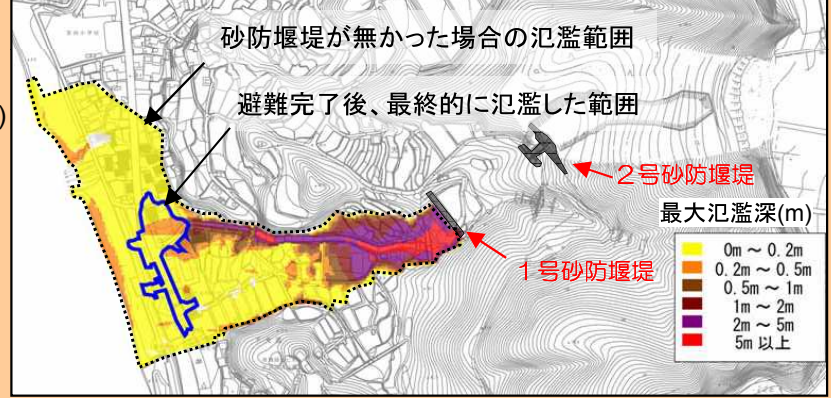 砂防堰堤が無かった場合の氾濫範囲
避難完了後、最終的に氾濫した範囲
)
２号砂防堰堤
１号砂防堰堤
最大氾濫深(m)
0m ～ 0.2m
0.2m ～ 0.5m
0.5m ～ 1m
1m ～ 2m
2m ～ 5m
5m 以上